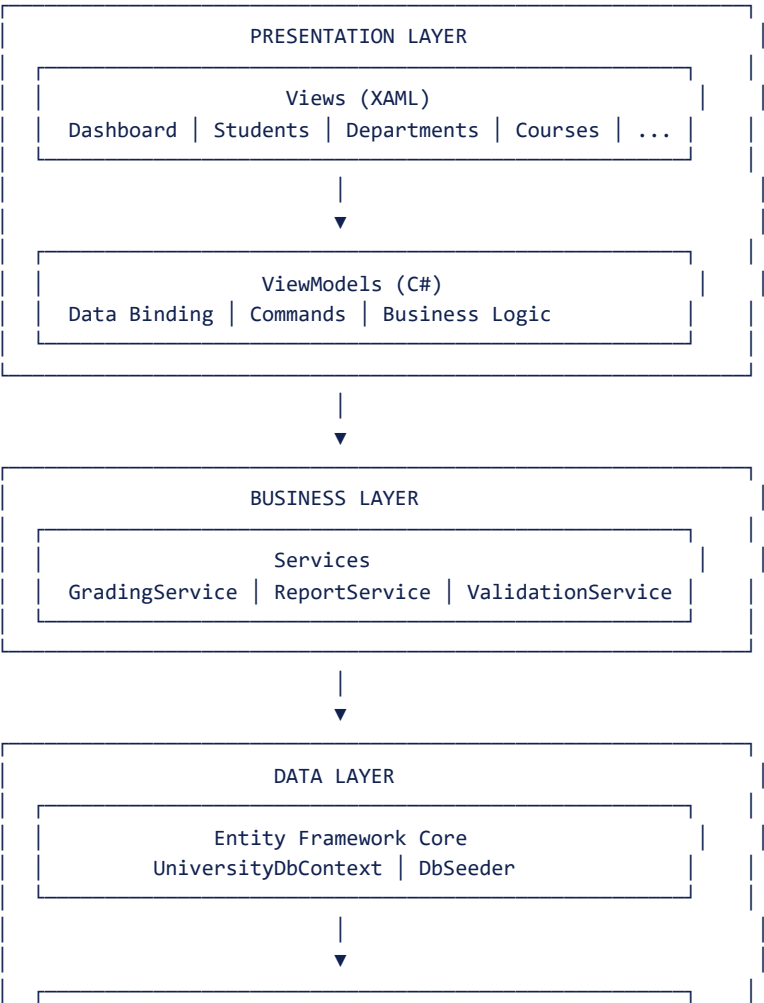 PRESENTATION LAYER
Views (XAML)
Dashboard │ Students │ Departments │ Courses │ ...
ViewModels (C#)
Data Binding │ Commands │ Business Logic
BUSINESS LAYER
Services
GradingService │ ReportService │ ValidationService
DATA LAYER
Entity Framework Core
UniversityDbContext │ DbSeeder